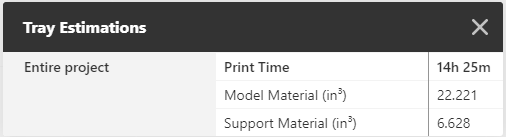 Tray Estimations
Entire project Print Time 14h 25m
Model Material (in³) 22.221
Support Material (in³) 6.628